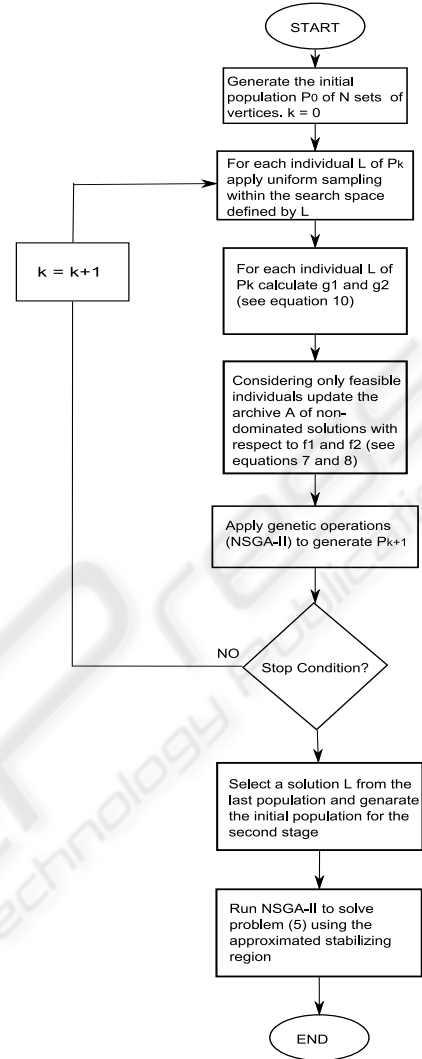 START
Generate the initial
population P0 of N sets of
vertices. k = 0
For each individual L of Pk
apply uniform sampling
within the search space
defined by L
k = k+1
For each individual L of
Pk calculate g1 and g2
(see equation 10)
Considering only feasible
individuals update the
archive A of non-
dominated solutions with
respect to f1 and f2 (see
equations 7 and 8)
Apply genetic operations
(NSGA-II) to generate Pk+1
NO
Stop Condition?
Select a solution L from the
last population and genarate
the initial population for the
second stage
Run NSGA-II to solve
problem (5) using the
approximated stabilizing
region
END